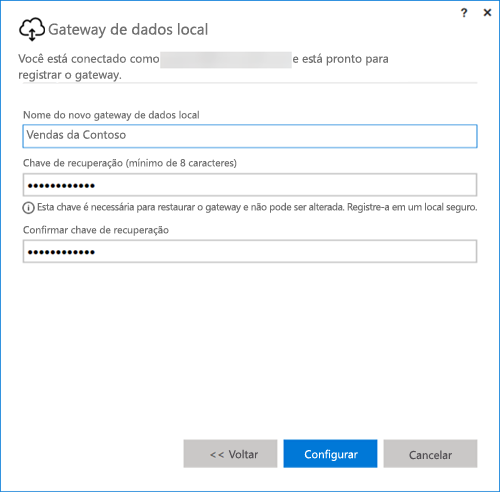 ? ×
Gateway de dados local
Você está conectado como e está pronto para
registrar o gateway.
Nome do novo gateway de dados local
Vendas da Contoso
Chave de recuperação (mínimo de 8 caracteres)
••••••••••••
Esta chave é necessária para restaurar o gateway e não pode ser alterada. Registre-a em um local seguro.
Confirmar chave de recuperação
••••••••••••
<< Voltar Configurar Cancelar